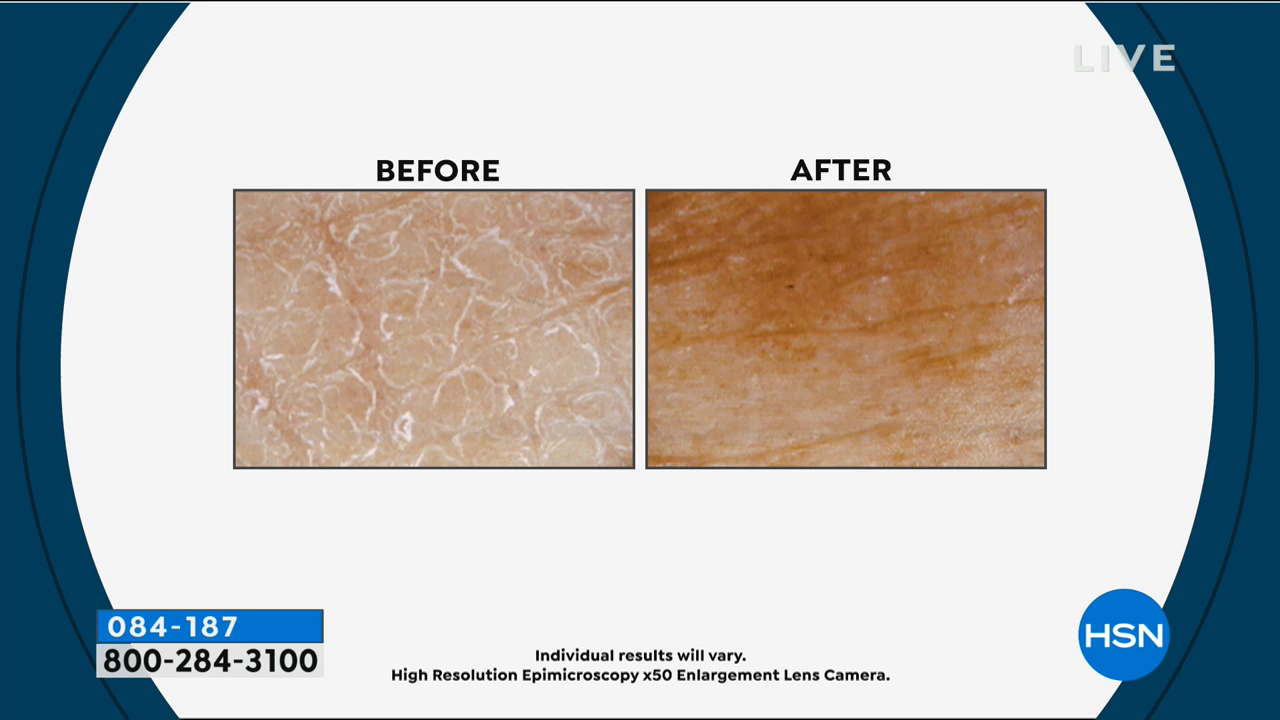 LIVE
BEFORE
AFTER
084-187
800-284-3100
Individual results will vary.
High Resolution Epimicroscopy x50 Enlargement Lens Camera.
HSN